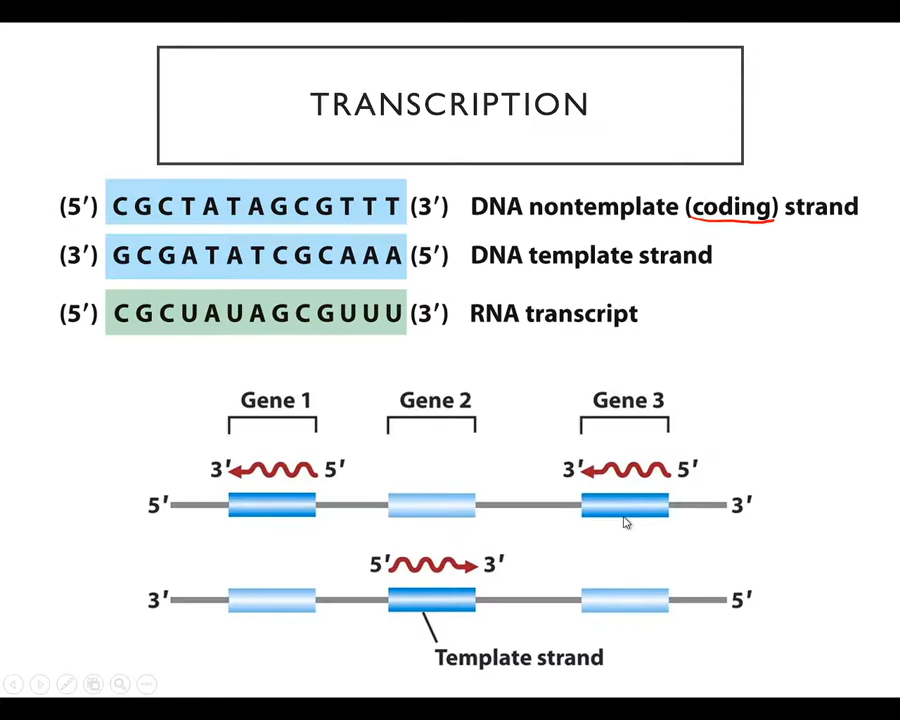 TRANSCRIPTION
(5′) CGCTATAGCGTTT (3′) DNA nontemplate (coding) strand
(3′) GCGATATCGCAAA (5′) DNA template strand
(5′) CGCUAUAGCGUUU (3′) RNA transcript
Gene 1 Gene 2 Gene 3
3′ 5′ 3′ 5′
5′ 3′
5′ 3′
3′ 5′
Template strand